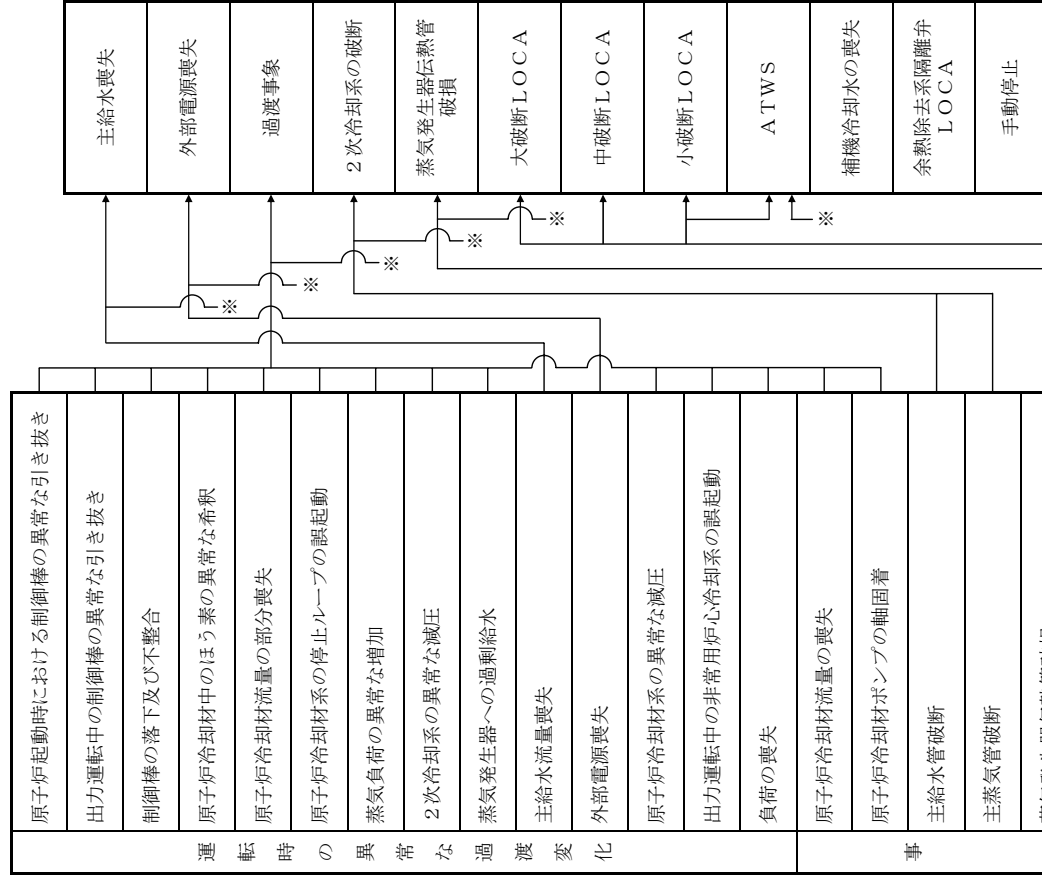 主給水喪失
外部電源喪失
過渡事象
２次冷却系の破断
蒸気発生器伝熱管
破損
大破断ＬＯＣＡ
中破断ＬＯＣＡ
小破断ＬＯＣＡ
ＡＴＷＳ
補機冷却水の喪失
余熱除去系隔離弁
ＬＯＣＡ
手動停止
※
※
※
※
※
※
原子炉起動時における制御棒の異常な引き抜き
出力運転中の制御棒の異常な引き抜き
制御棒の落下及び不整合
原子炉冷却材中のほう素の異常な希釈
原子炉冷却材流量の部分喪失
原子炉冷却材系の停止ループの誤起動
蒸気負荷の異常な増加
２次冷却系の異常な減圧
蒸気発生器への過剰給水
主給水流量喪失
外部電源喪失
原子炉冷却材系の異常な減圧
出力運転中の非常用炉心冷却系の誤起動
負荷の喪失
原子炉冷却材流量の喪失
原子炉冷却材ポンプの軸固着
主給水管破断
主蒸気管破断
運転時の異常な過渡変化
事